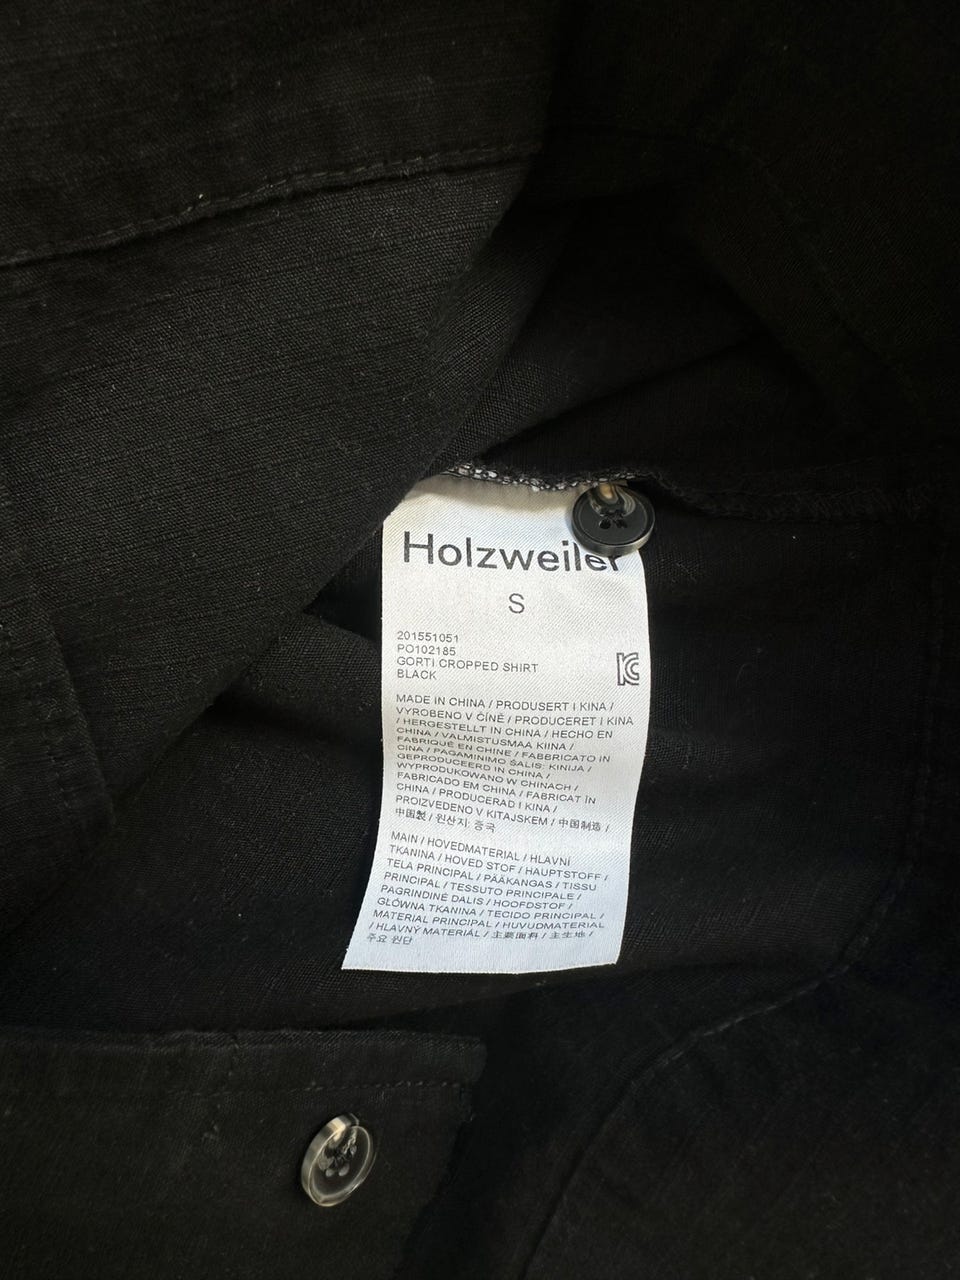 Holzweiler
S
201551051
PO102185
GORTI CROPPED SHIRT
BLACK
MADE IN CHINA / PRODUSERT I KINA /
VYROBENO V ČÍNĚ / PRODUCERET I KINA
/ HERGESTELLT IN CHINA / HECHO EN
CHINA / VALMISTUSMAA KIINA /
FABRIQUÉ EN CHINE / FABBRICATO IN
CINA / PAGAMINIMO ŠALIS: KINIJA /
GEPRODUCEERD IN CHINA /
WYPRODUKOWANO W CHINACH /
FABRICADO EM CHINA / FABRICAT ÎN
CHINA / PRODUCERAD I KINA /
PROIZVEDENO V KITAJSKEM / 中国制造 /
中国製 / 원산지: 중국
MAIN / HOVEDMATERIAL / HLAVNÍ
TKANINA / HOVED STOF / HAUPTSTOFF /
TELA PRINCIPAL / PÄÄKANGAS / TISSU
PRINCIPAL / TESSUTO PRINCIPALE /
PAGRINDINĖ DALIS / HOOFDSTOF /
GŁÓWNA TKANINA / TECIDO PRINCIPAL /
MATERIAL PRINCIPAL / HUVUDMATERIAL
/ HLAVNÝ MATERIÁL / 主要面料 / 主生地 /
주요 원단